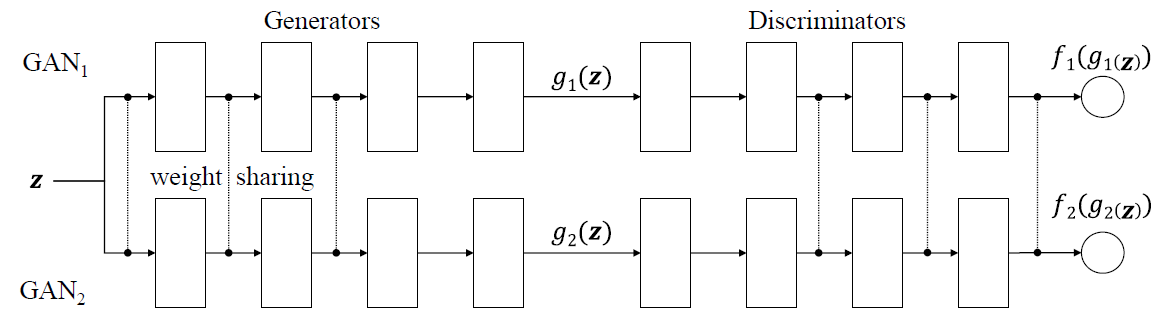 Generators
Discriminators
GAN₁
f₁(g₁₍𝐳₎)
g₁(𝐳)
𝐳
weight sharing
f₂(g₂₍𝐳₎)
g₂(𝐳)
GAN₂